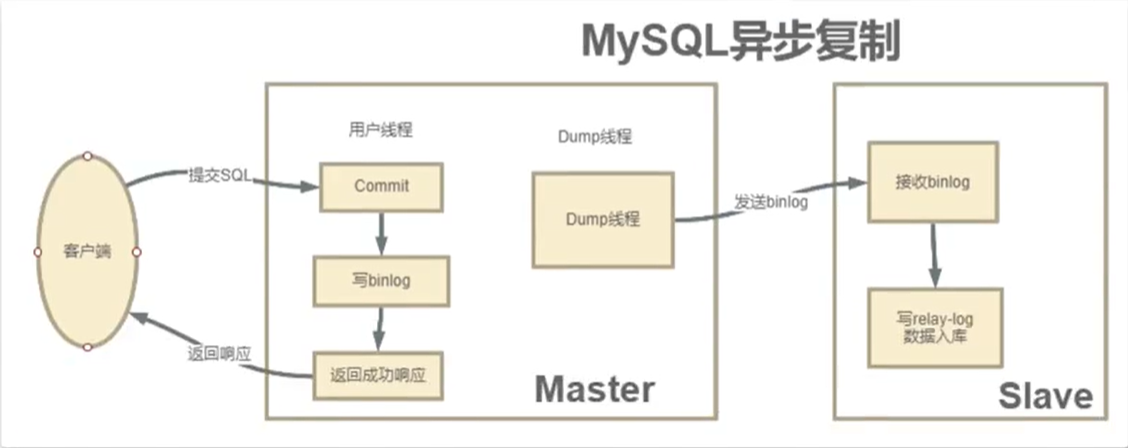 MySQL异步复制
用户线程
Dump线程
提交SQL
Commit
Dump线程
发送binlog
接收binlog
客户端
写binlog
写relay-log
数据入库
返回响应
返回成功响应
Master
Slave